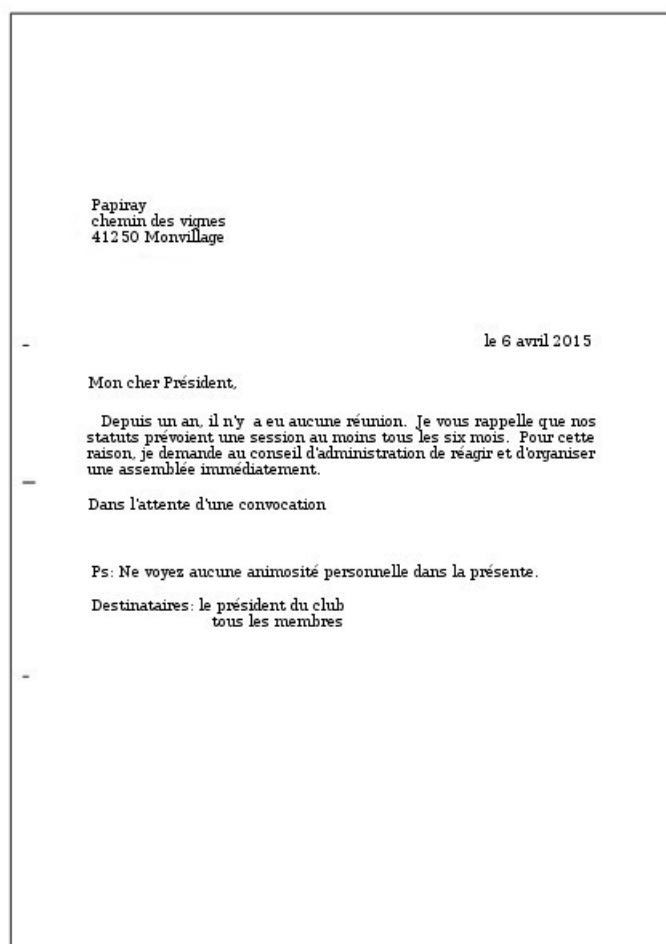 Papiray
chemin des vignes
41250 Monvillage
le 6 avril 2015
Mon cher Président,
Depuis un an, il n'y a eu aucune réunion. Je vous rappelle que nos
statuts prévoient une session au moins tous les six mois. Pour cette
raison, je demande au conseil d'administration de réagir et d'organiser
une assemblée immédiatement.
Dans l'attente d'une convocation
Ps: Ne voyez aucune animosité personnelle dans la présente.
Destinataires: le président du club
tous les membres